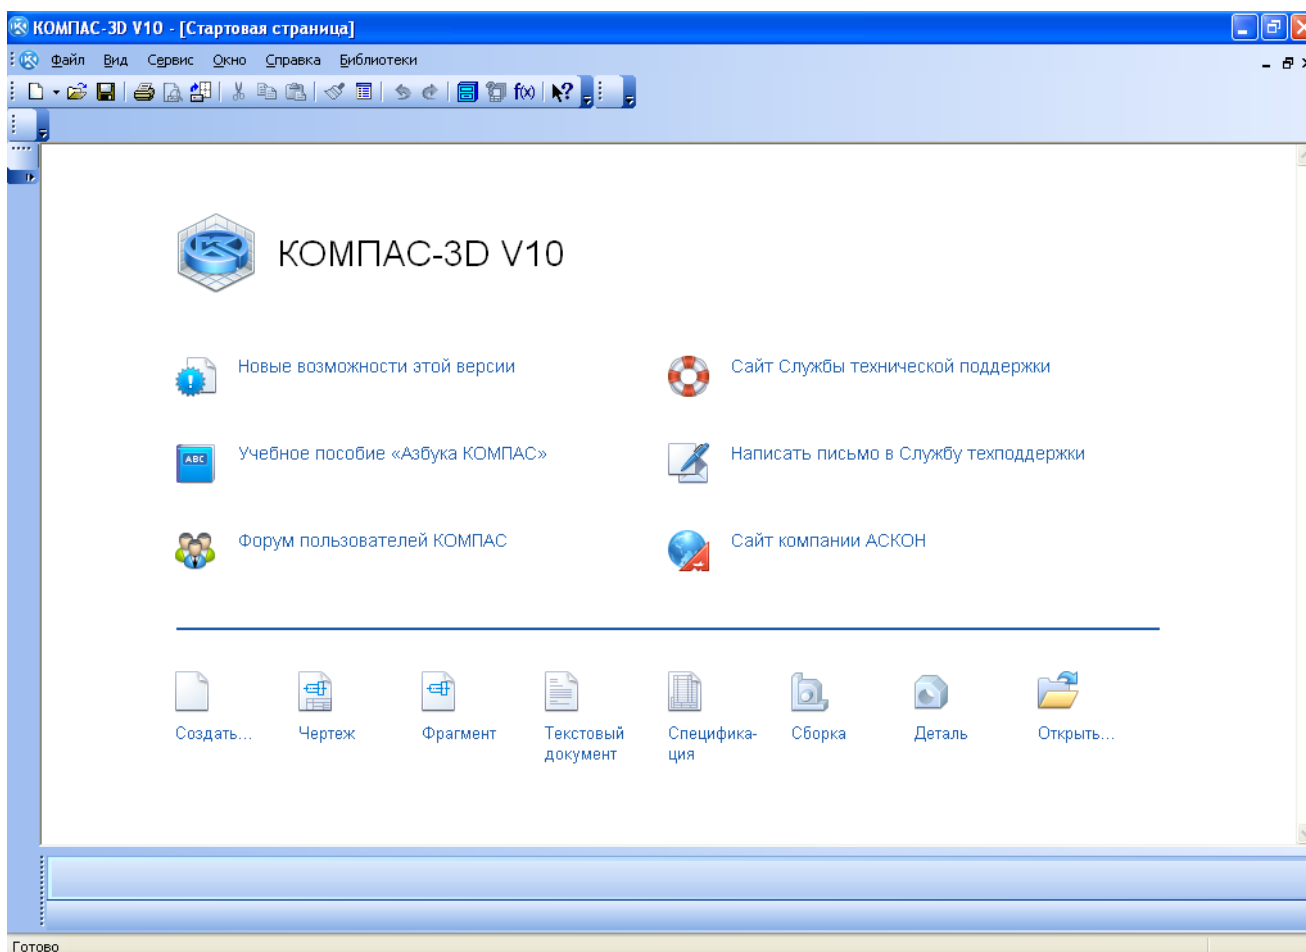 КОМПАС-3D V10 - [Стартовая страница]
Файл Вид Сервис Окно Справка Библиотеки
f(x)
КОМПАС-3D V10
Новые возможности этой версии
Сайт Службы технической поддержки
ABC
Учебное пособие «Азбука КОМПАС»
Написать письмо в Службу техподдержки
Форум пользователей КОМПАС
Сайт компании АСКОН
Создать...
Чертеж
Фрагмент
Текстовый
документ
Специфика-
ция
Сборка
Деталь
Открыть...
Готово